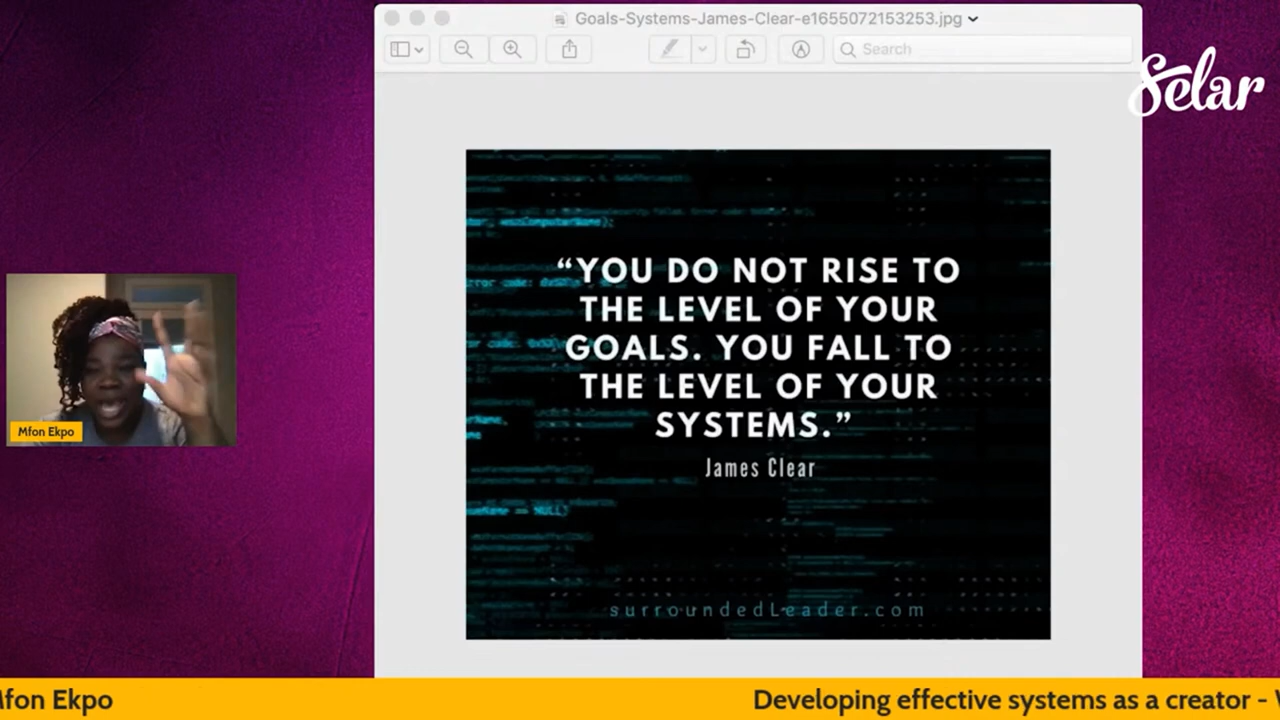 Goals-Systems-James-Clear-e1655072153253.jpg
Search
Selar
“YOU DO NOT RISE TO
THE LEVEL OF YOUR
GOALS. YOU FALL TO
THE LEVEL OF YOUR
SYSTEMS.”
James Clear
surroundedLeader.com
Mfon Ekpo
Mfon Ekpo
Developing effective systems as a creator -